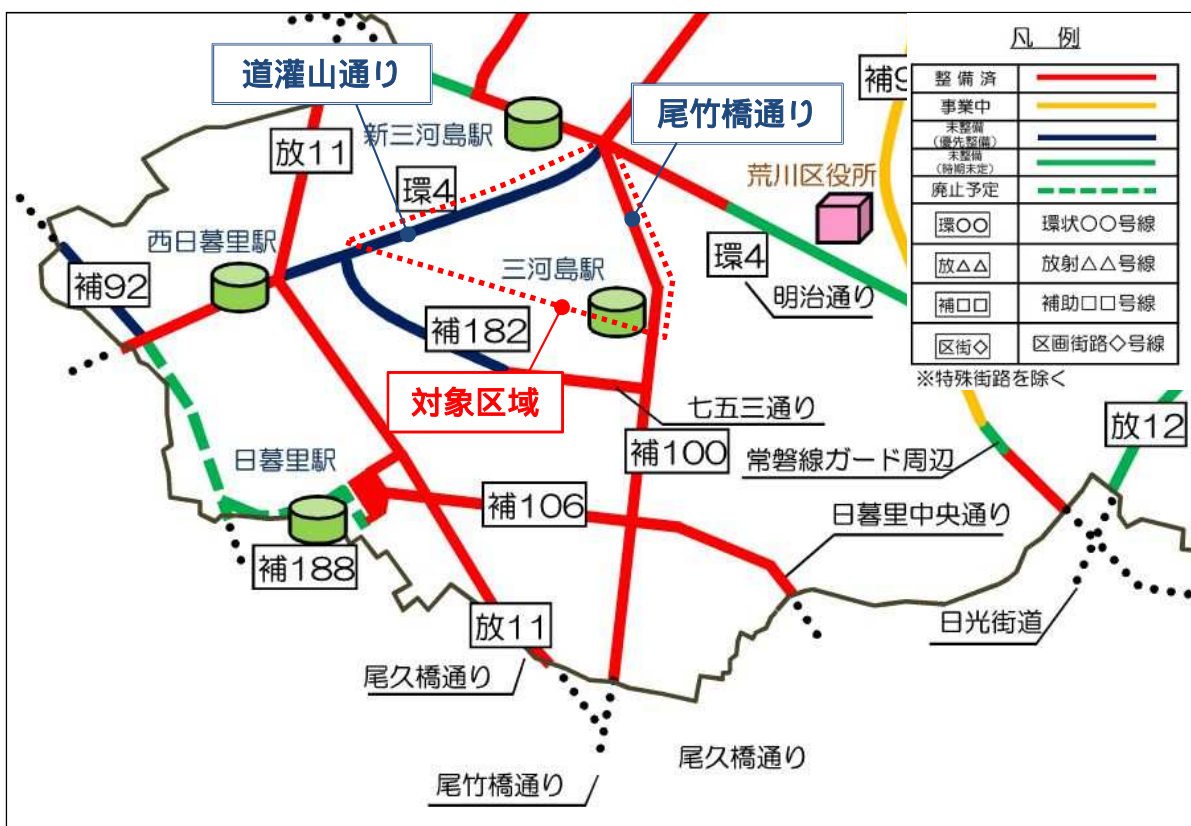 凡 例
整備済
事業中
未整備
(優先整備)
未整備
(時期未定)
廃止予定
環○○ 環状○○号線
放△△ 放射△△号線
補□□ 補助□□号線
区街◇ 区画街路◇号線
※特殊街路を除く
道灌山通り
尾竹橋通り
補9
新三河島駅
放11
荒川区役所
環4
西日暮里駅
三河島駅
環4
補92
明治通り
補182
対象区域
七五三通り
放12
補100
常磐線ガード周辺
日暮里駅
補106
日暮里中央通り
補188
放11
日光街道
尾久橋通り
尾久橋通り
尾竹橋通り